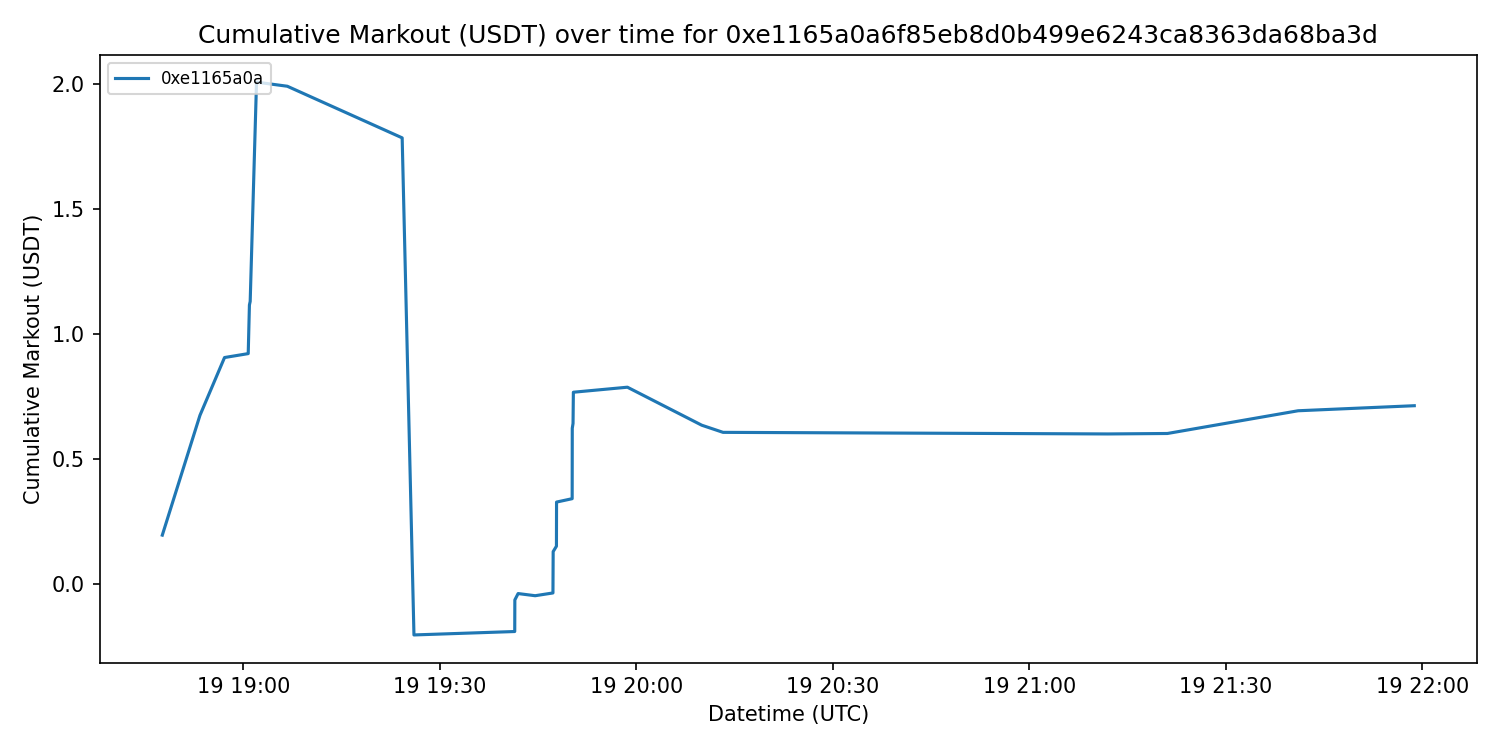 Cumulative Markout (USDT) over time for 0xe1165a0a6f85eb8d0b499e6243ca8363da68ba3d
0xe1165a0a
Cumulative Markout (USDT)
2.0
1.5
1.0
0.5
0.0
19 19:00 19 19:30 19 20:00 19 20:30 19 21:00 19 21:30 19 22:00
Datetime (UTC)